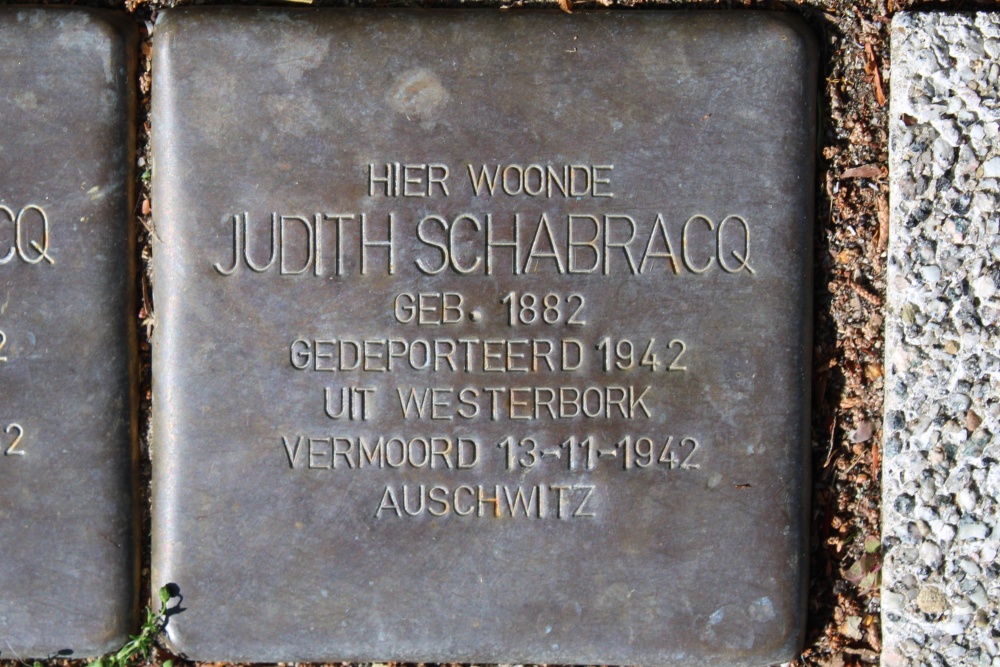 HIER WOONDE
JUDITH SCHABRACQ
GEB. 1882
GEDEPORTEERD 1942
UIT WESTERBORK
VERMOORD 13-11-1942
AUSCHWITZ